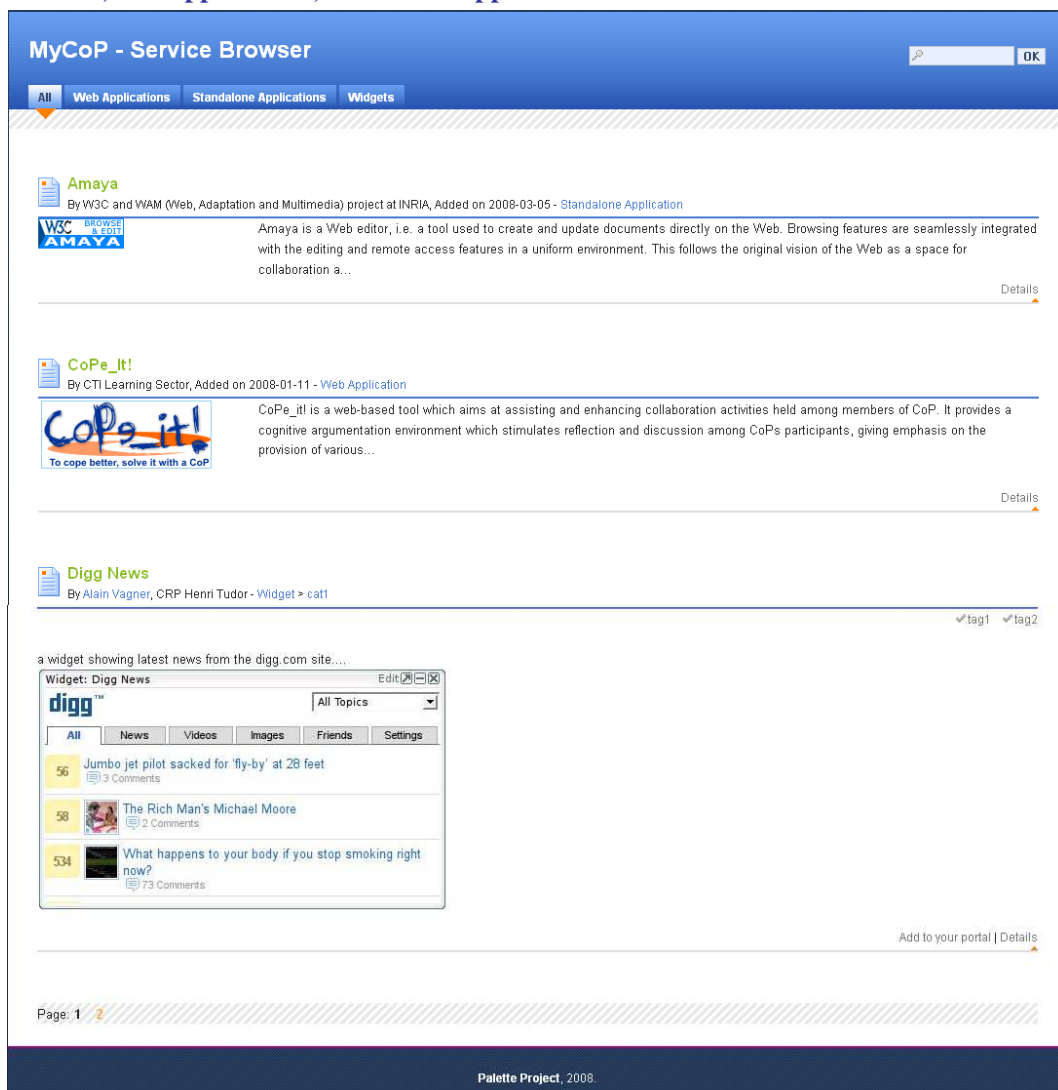 MyCoP - Service Browser
OK
All Web Applications Standalone Applications Widgets
Amaya
By W3C and WAM (Web, Adaptation and Multimedia) project at INRIA, Added on 2008-03-05 - Standalone Application
W3C BROWSE & EDIT
AMAYA
Amaya is a Web editor, i.e. a tool used to create and update documents directly on the Web. Browsing features are seamlessly integrated
with the editing and remote access features in a uniform environment. This follows the original vision of the Web as a space for
collaboration a...
Details
CoPe_It!
By CTI Learning Sector, Added on 2008-01-11 - Web Application
CoPe_it!
To cope better, solve it with a CoP
CoPe_it! is a web-based tool which aims at assisting and enhancing collaboration activities held among members of CoP. It provides a
cognitive argumentation environment which stimulates reflection and discussion among CoPs participants, giving emphasis on the
provision of various...
Details
Digg News
By Alain Vagner, CRP Henri Tudor - Widget > cat1
tag1 tag2
a widget showing latest news from the digg.com site....
Widget: Digg News Edit
digg™ All Topics
All News Videos Images Friends Settings
56 Jumbo jet pilot sacked for 'fly-by' at 28 feet
3 Comments
58 The Rich Man's Michael Moore
2 Comments
534 What happens to your body if you stop smoking right
now?
73 Comments
Add to your portal | Details
Page: 1 2
Palette Project, 2008.